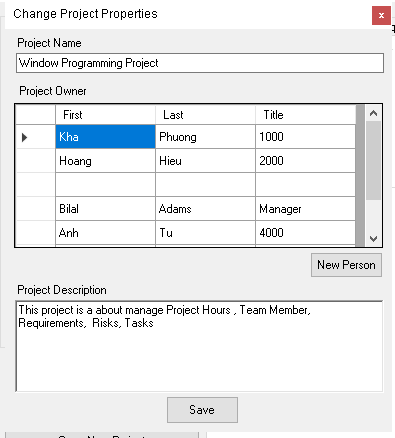 Change Project Properties x
Project Name
Window Programming Project
Project Owner
First Last Title
Kha Phuong 1000
Hoang Hieu 2000
Bilal Adams Manager
Anh Tu 4000
New Person
Project Description
This project is a about manage Project Hours , Team Member,
Requirements, Risks, Tasks
Save